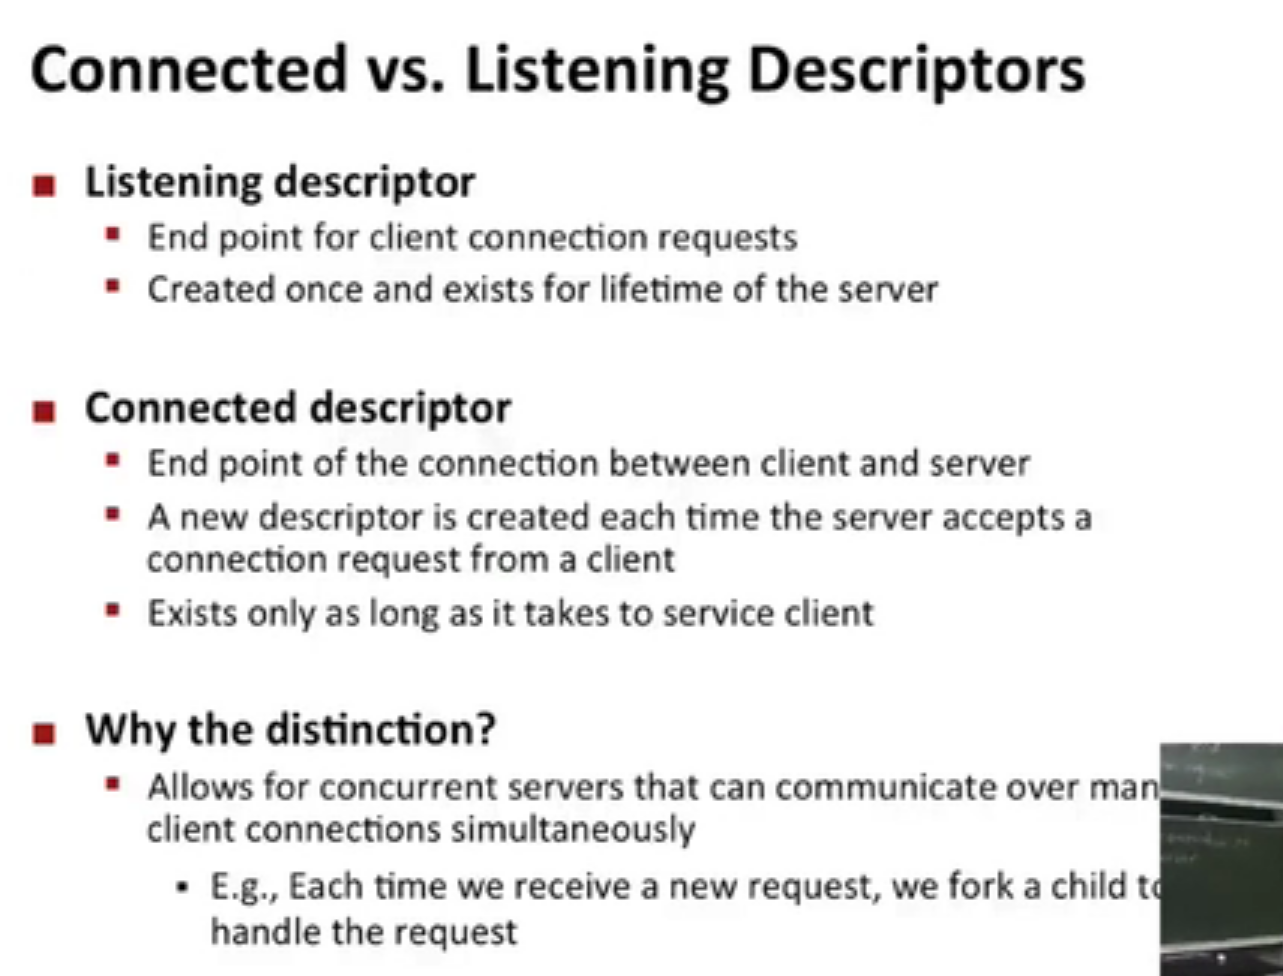 Connected vs. Listening Descriptors
Listening descriptor
End point for client connection requests
Created once and exists for lifetime of the server
Connected descriptor
End point of the connection between client and server
A new descriptor is created each time the server accepts a
connection request from a client
Exists only as long as it takes to service client
Why the distinction?
Allows for concurrent servers that can communicate over man
client connections simultaneously
E.g., Each time we receive a new request, we fork a child to
handle the request